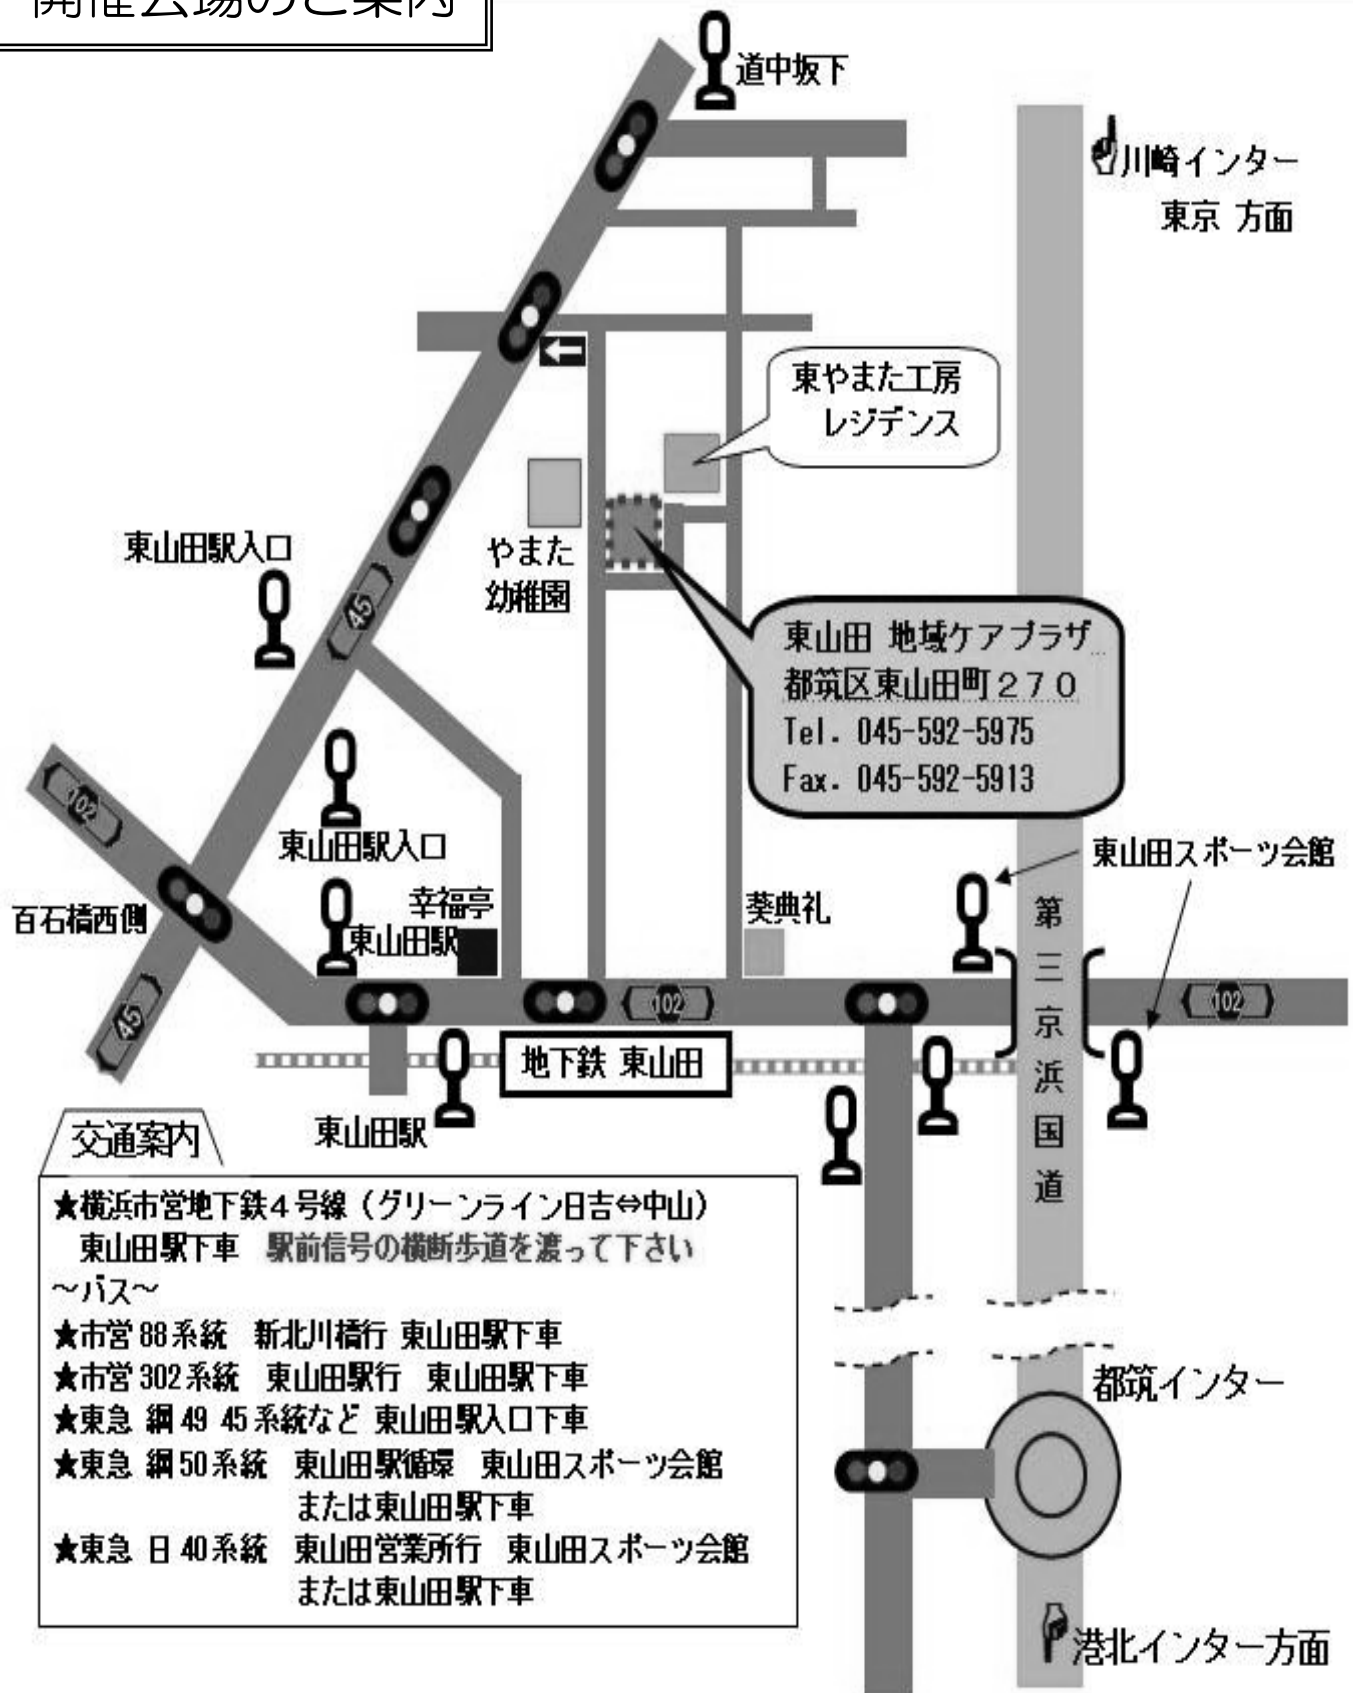 開催会場のご案内
道中坂下
川崎インター
東京 方面
東やまた工房
レジデンス
東山田駅入口
やまた
幼稚園
45
東山田 地域ケアプラザ
都筑区東山田町270
Tel. 045-592-5975
Fax. 045-592-5913
102
東山田駅入口
東山田スポーツ会館
幸福亭
葵典礼
百石橋西側
東山田駅
第三京浜国道
45
102
102
地下鉄 東山田
東山田駅
交通案内
★横浜市営地下鉄4号線（グリーンライン日吉⇔中山）
東山田駅下車 駅前信号の横断歩道を渡って下さい
～バス～
★市営88系統 新北川橋行 東山田駅下車
★市営302系統 東山田駅行 東山田駅下車
★東急 綱49 45系統など 東山田駅入口下車
★東急 綱50系統 東山田駅循環 東山田スポーツ会館
または東山田駅下車
★東急 日40系統 東山田営業所行 東山田スポーツ会館
または東山田駅下車
都筑インター
港北インター方面